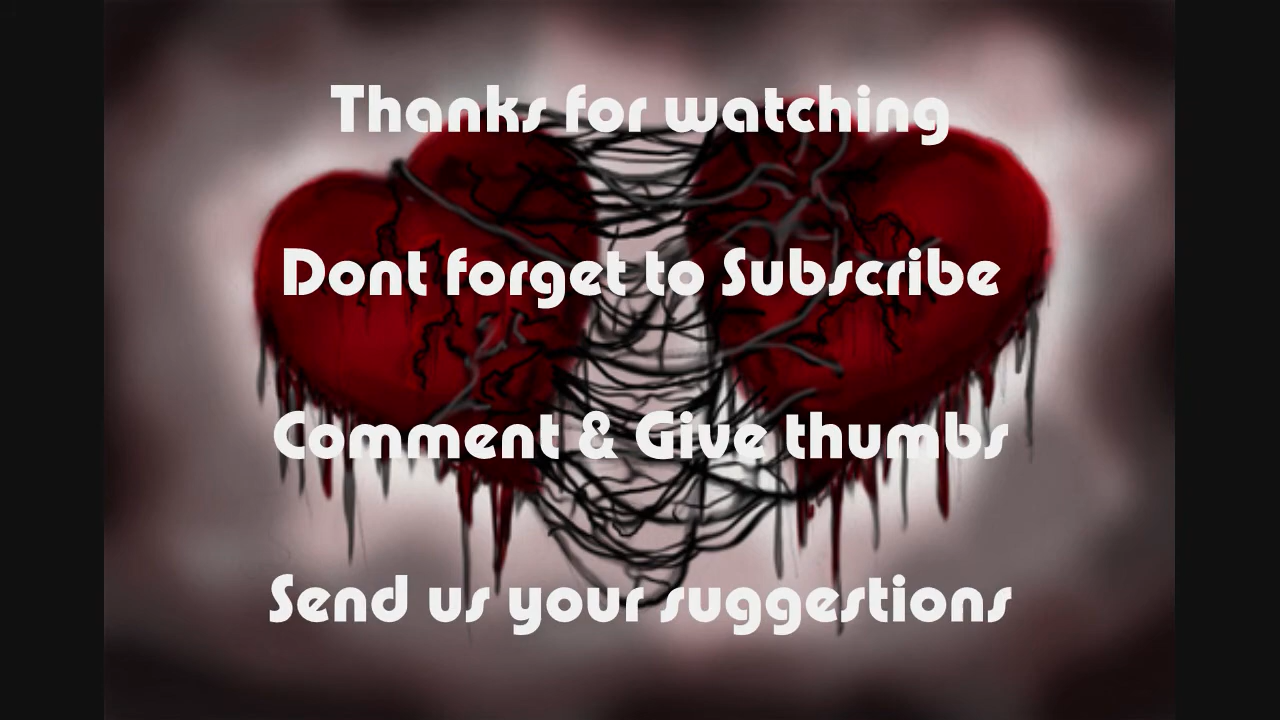 Thanks for watching
Dont forget to Subscribe
Comment & Give thumbs
Send us your suggestions